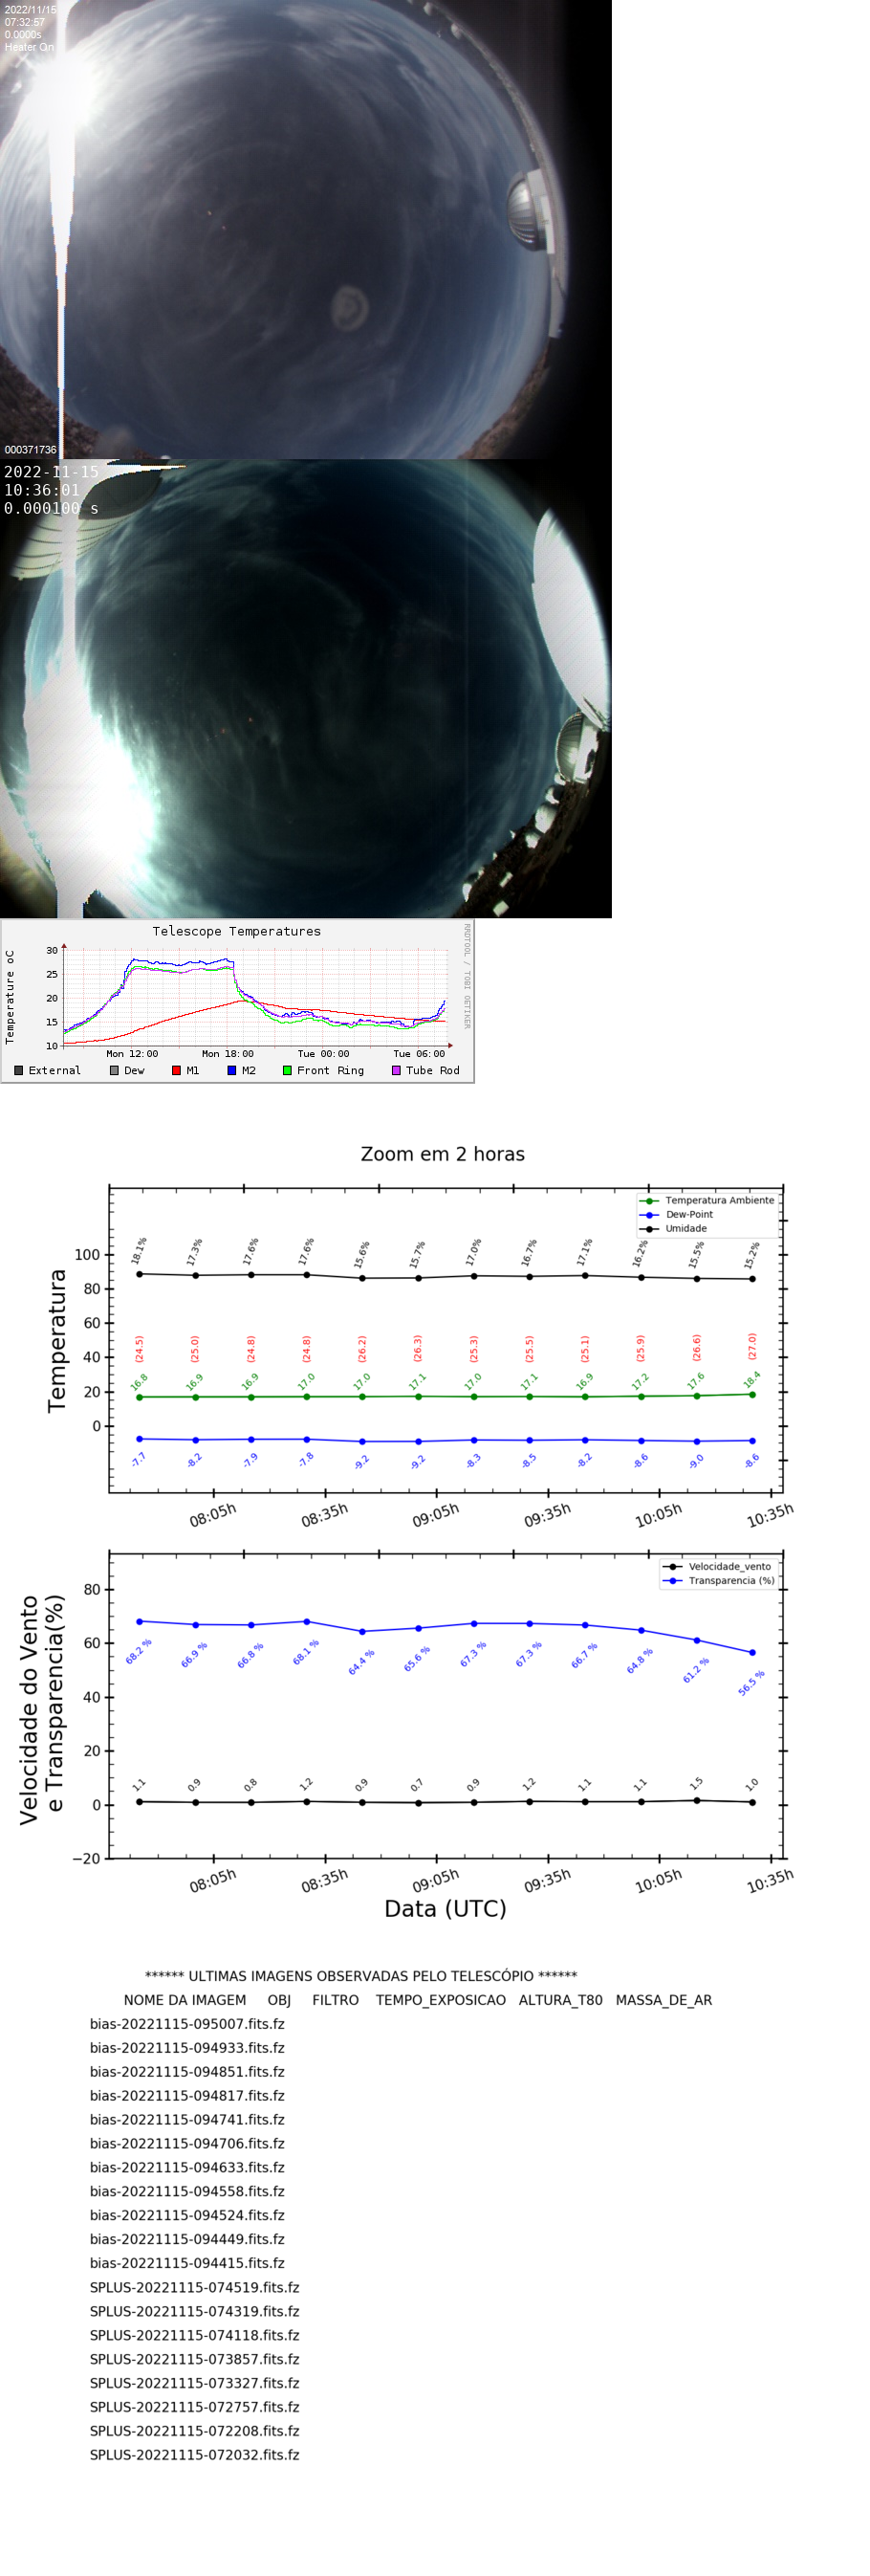 2022/11/15
07:32:57
0.0000s
Heater On
000371736
2022-11-15
10:36:01
0.000100 s
Telescope Temperatures
RRDTOOL / TOBI OETIKER
Temperature oC
30
25
20
15
10
Mon 12:00 Mon 18:00 Tue 00:00 Tue 06:00
External Dew M1 M2 Front Ring Tube Rod
Zoom em 2 horas
Temperatura Ambiente
Dew-Point
Umidade
Temperatura
100
80
60
40
20
0
18.1% 17.3% 17.6% 17.6% 15.6% 15.7% 17.0% 16.7% 17.1% 16.2% 15.5% 15.2%
(24.5) (25.0) (24.8) (24.8) (26.2) (26.3) (25.3) (25.5) (25.1) (25.9) (26.6) (27.0)
16.8 16.9 16.9 17.0 17.0 17.1 17.0 17.1 16.9 17.2 17.6 18.4
-7.7 -8.2 -7.9 -7.8 -9.2 -9.2 -8.3 -8.5 -8.2 -8.6 -9.0 -8.6
08:05h 08:35h 09:05h 09:35h 10:05h 10:35h
Velocidade_vento
Transparencia (%)
Velocidade do Vento
e Transparencia(%)
80
60
40
20
0
−20
68.2 % 66.9 % 66.8 % 68.1 % 64.4 % 65.6 % 67.3 % 67.3 % 66.7 % 64.8 % 61.2 % 56.5 %
1.1 0.9 0.8 1.2 0.9 0.7 0.9 1.2 1.1 1.1 1.5 1.0
08:05h 08:35h 09:05h 09:35h 10:05h 10:35h
Data (UTC)
****** ULTIMAS IMAGENS OBSERVADAS PELO TELESCÓPIO ******
NOME DA IMAGEM OBJ FILTRO TEMPO_EXPOSICAO ALTURA_T80 MASSA_DE_AR
bias-20221115-095007.fits.fz
bias-20221115-094933.fits.fz
bias-20221115-094851.fits.fz
bias-20221115-094817.fits.fz
bias-20221115-094741.fits.fz
bias-20221115-094706.fits.fz
bias-20221115-094633.fits.fz
bias-20221115-094558.fits.fz
bias-20221115-094524.fits.fz
bias-20221115-094449.fits.fz
bias-20221115-094415.fits.fz
SPLUS-20221115-074519.fits.fz
SPLUS-20221115-074319.fits.fz
SPLUS-20221115-074118.fits.fz
SPLUS-20221115-073857.fits.fz
SPLUS-20221115-073327.fits.fz
SPLUS-20221115-072757.fits.fz
SPLUS-20221115-072208.fits.fz
SPLUS-20221115-072032.fits.fz